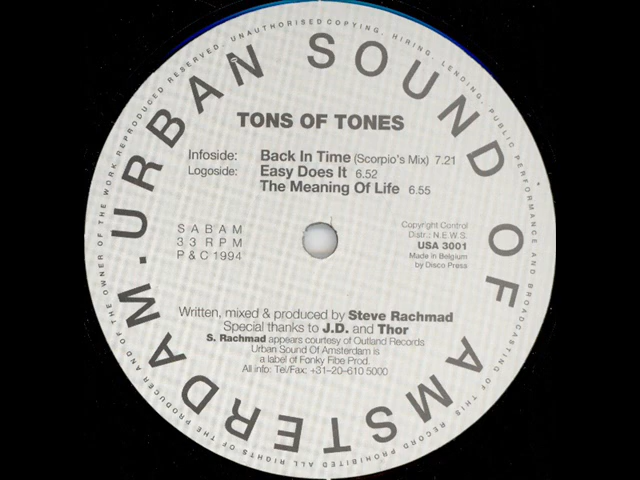 ALL RIGHTS OF THE PRODUCER AND OF THE OWNER OF THE WORK REPRODUCED RESERVED. UNAUTHORISED COPYING, HIRING, LENDING, PUBLIC PERFORMANCE AND BROADCASTING OF THIS RECORD PROHIBITED
URBAN SOUND OF AMSTERDAM.
TONS OF TONES
Infoside: Back In Time (Scorpio's Mix) 7.21
Logoside: Easy Does It 6.52
The Meaning Of Life 6.55
SABAM
33 RPM
P & C 1994
Copyright Control
Distr.: N.E.W.S.
USA 3001
Made in Belgium
by Disco Press
Written, mixed & produced by Steve Rachmad
Special thanks to J.D. and Thor
S. Rachmad appears courtesy of Outland Records
Urban Sound Of Amsterdam is
a label of Fonky Fibe Prod.
All info: Tel/Fax: +31-20-610 5000